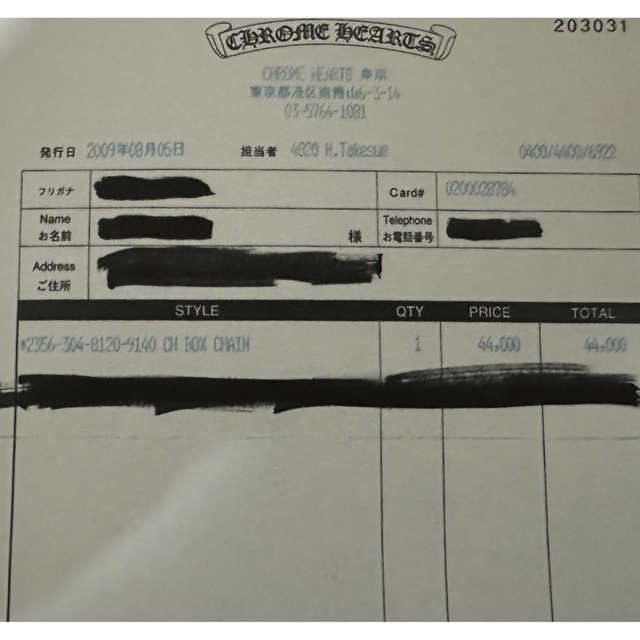 203031
CHROME HEARTS
CHROME HEARTS 東京
東京都港区南青山6-3-14
03-5766-1081
発行日 2009年08月05日 担当者 4820 H.Takesue 0400/4400/6922
フリガナ Card# 0200028784
Name Telephone
お名前 様 お電話番号
Address
ご住所
STYLE QTY PRICE TOTAL
*2356-304-8120-9140 CH BOX CHAIN 1 44,000 44,000